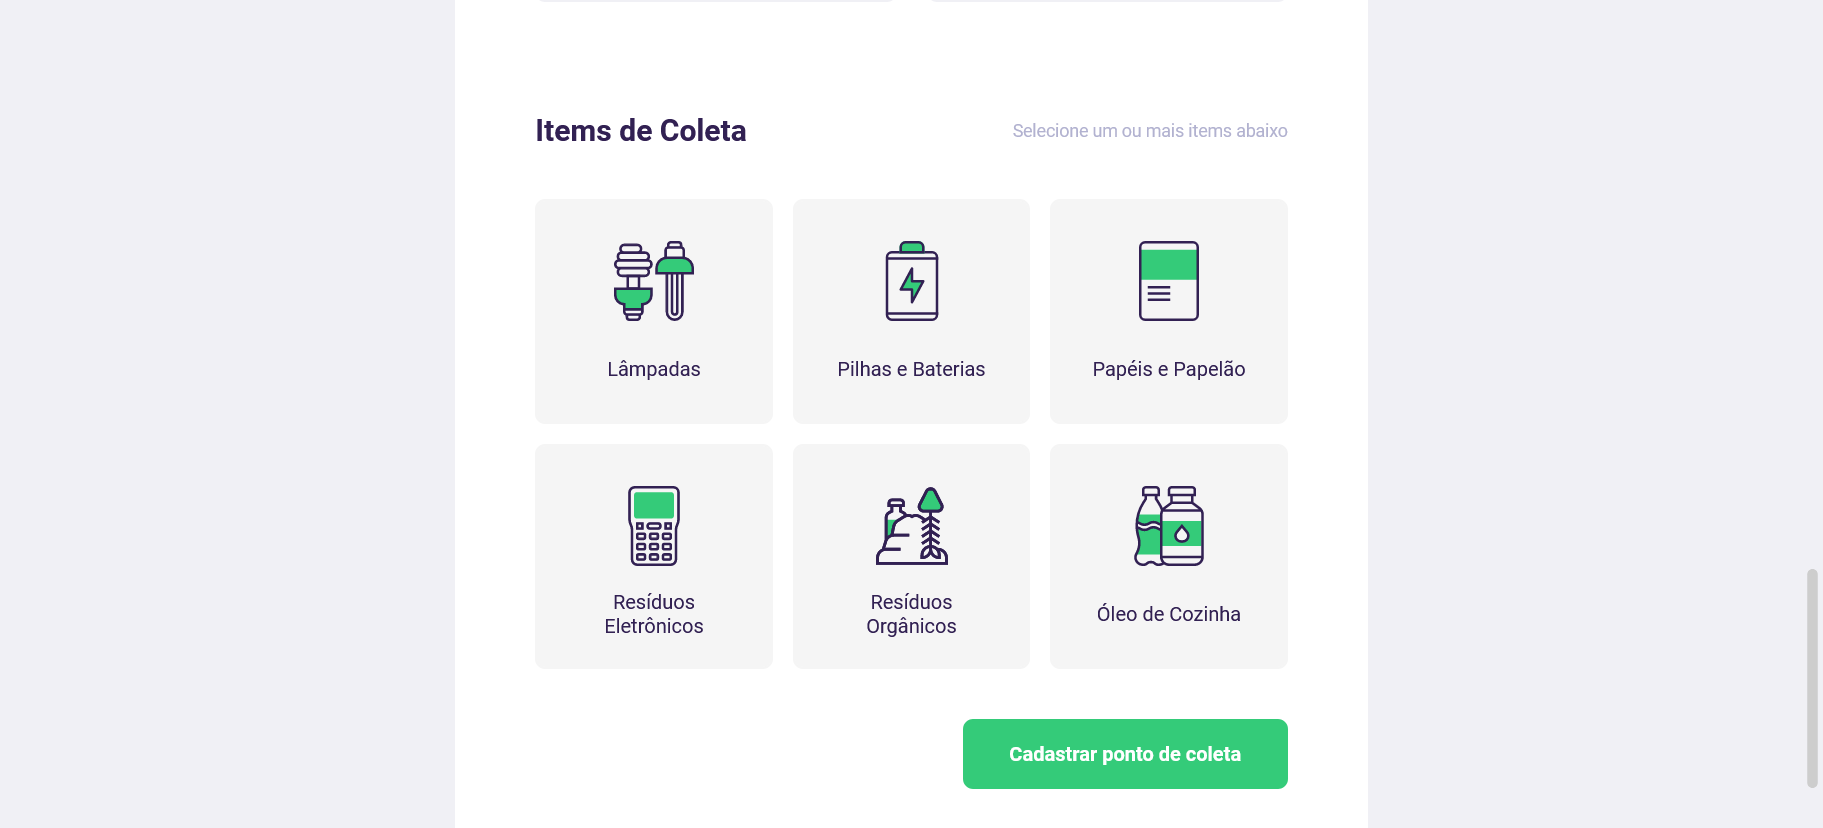 Items de Coleta
Selecione um ou mais items abaixo
Lâmpadas
Pilhas e Baterias
Papéis e Papelão
Resíduos
Eletrônicos
Resíduos
Orgânicos
Óleo de Cozinha
Cadastrar ponto de coleta